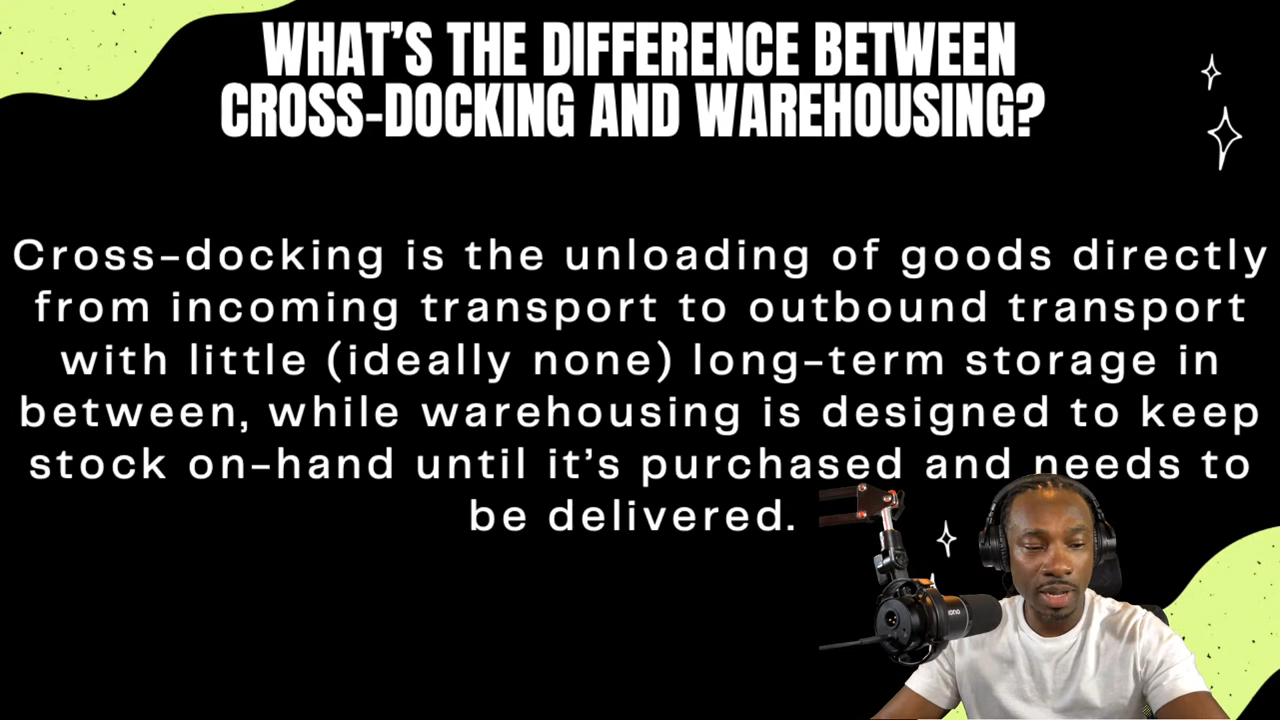 WHAT’S THE DIFFERENCE BETWEEN
CROSS-DOCKING AND WAREHOUSING?
Cross-docking is the unloading of goods directly
from incoming transport to outbound transport
with little (ideally none) long-term storage in
between, while warehousing is designed to keep
stock on-hand until it’s purchased and needs to
be delivered.